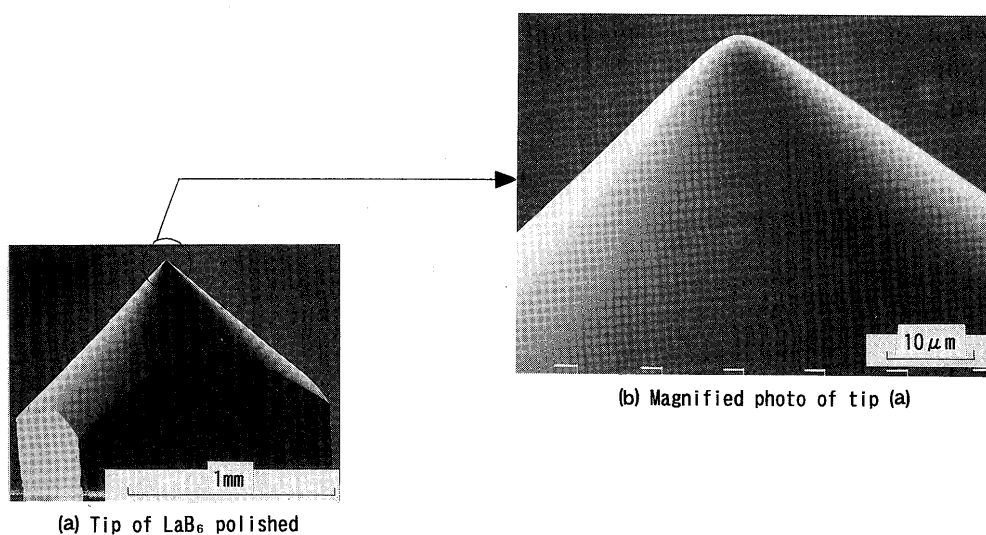 10μm
(b) Magnified photo of tip (a)
1mm
(a) Tip of LaB₆ polished